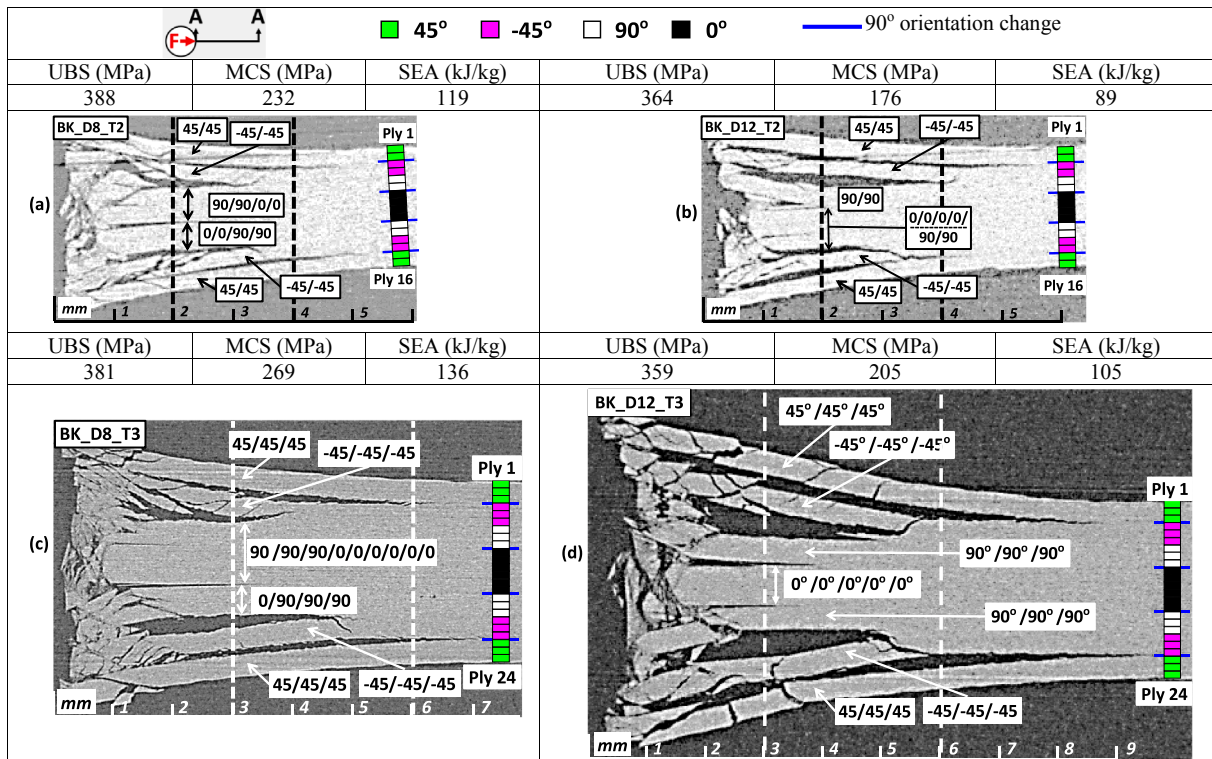 A A
F
45° -45° 90° 0° 90° orientation change
UBS (MPa) MCS (MPa) SEA (kJ/kg) UBS (MPa) MCS (MPa) SEA (kJ/kg)
388 232 119 364 176 89
(a)
BK_D8_T2
45/45
-45/-45
Ply 1
90/90/0/0
0/0/90/90
45/45
-45/-45
Ply 16
mm 1 2 3 4 5
(b)
BK_D12_T2
45/45
-45/-45
Ply 1
90/90
0/0/0/0/
90/90
45/45
-45/-45
Ply 16
mm 1 2 3 4 5
UBS (MPa) MCS (MPa) SEA (kJ/kg) UBS (MPa) MCS (MPa) SEA (kJ/kg)
381 269 136 359 205 105
(c)
BK_D8_T3
45/45/45
-45/-45/-45
Ply 1
90/90/90/0/0/0/0/0/0
0/90/90/90
45/45/45
-45/-45/-45
Ply 24
mm 1 2 3 4 5 6 7
(d)
BK_D12_T3
45°/45°/45°
-45°/-45°/-45°
Ply 1
90°/90°/90°
0°/0°/0°/0°/0°
90°/90°/90°
45/45/45
-45/-45/-45
Ply 24
mm 1 2 3 4 5 6 7 8 9